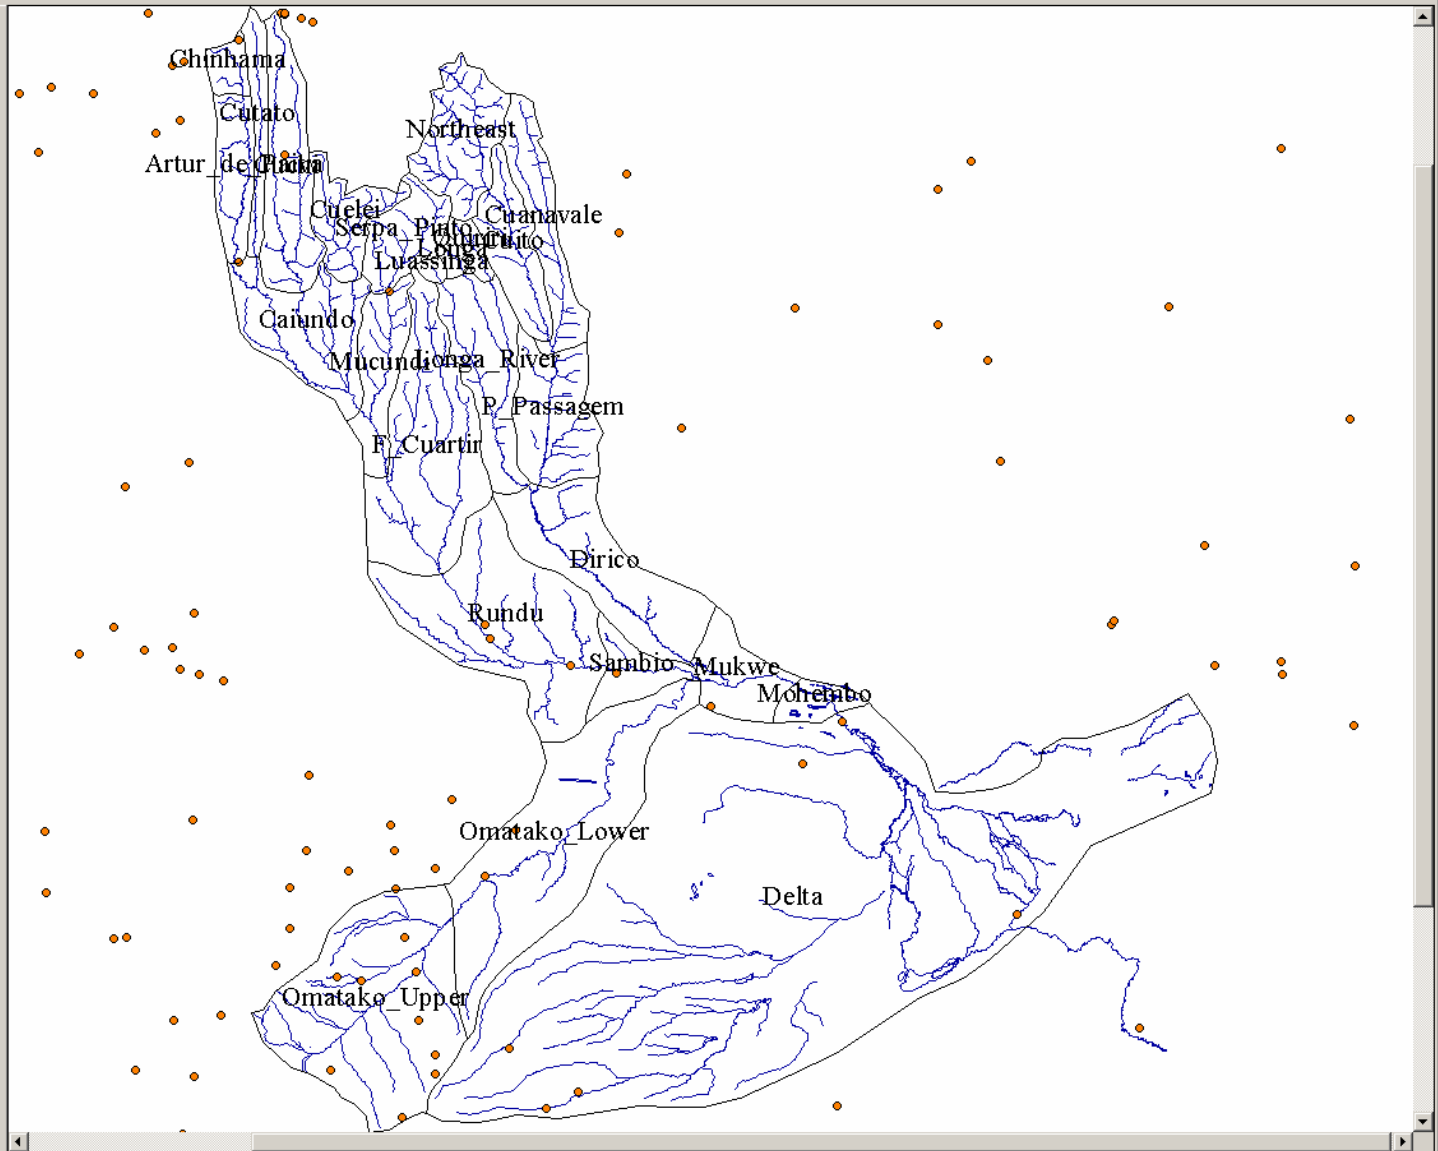 Chinhama
Cutato
Northeast
Artur_de_Paiva
Cuelei
Cuanavale
Serpa_Pinto
Cuito
Longa
Luassinga
Caiundo
Mucundi
Longa_River
P_Passagem
F_Cuartir
Dirico
Rundu
Sambio
Mukwe
Mohembo
Omatako_Lower
Delta
Omatako_Upper